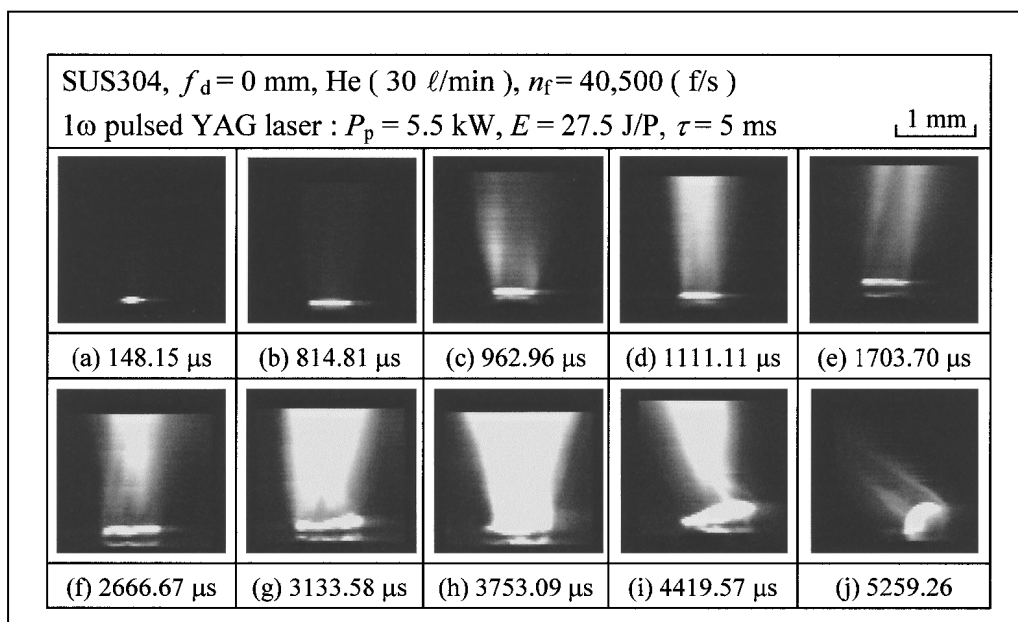 SUS304, f_d = 0 mm, He ( 30 ℓ/min ), n_f = 40,500 ( f/s )
1ω pulsed YAG laser : P_p = 5.5 kW, E = 27.5 J/P, τ = 5 ms
1 mm
(a) 148.15 μs
(b) 814.81 μs
(c) 962.96 μs
(d) 1111.11 μs
(e) 1703.70 μs
(f) 2666.67 μs
(g) 3133.58 μs
(h) 3753.09 μs
(i) 4419.57 μs
(j) 5259.26